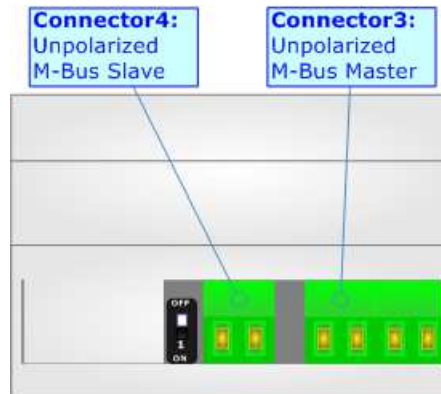 Connector4:
Unpolarized
M-Bus Slave
Connector3:
Unpolarized
M-Bus Master
OFF
1
ON